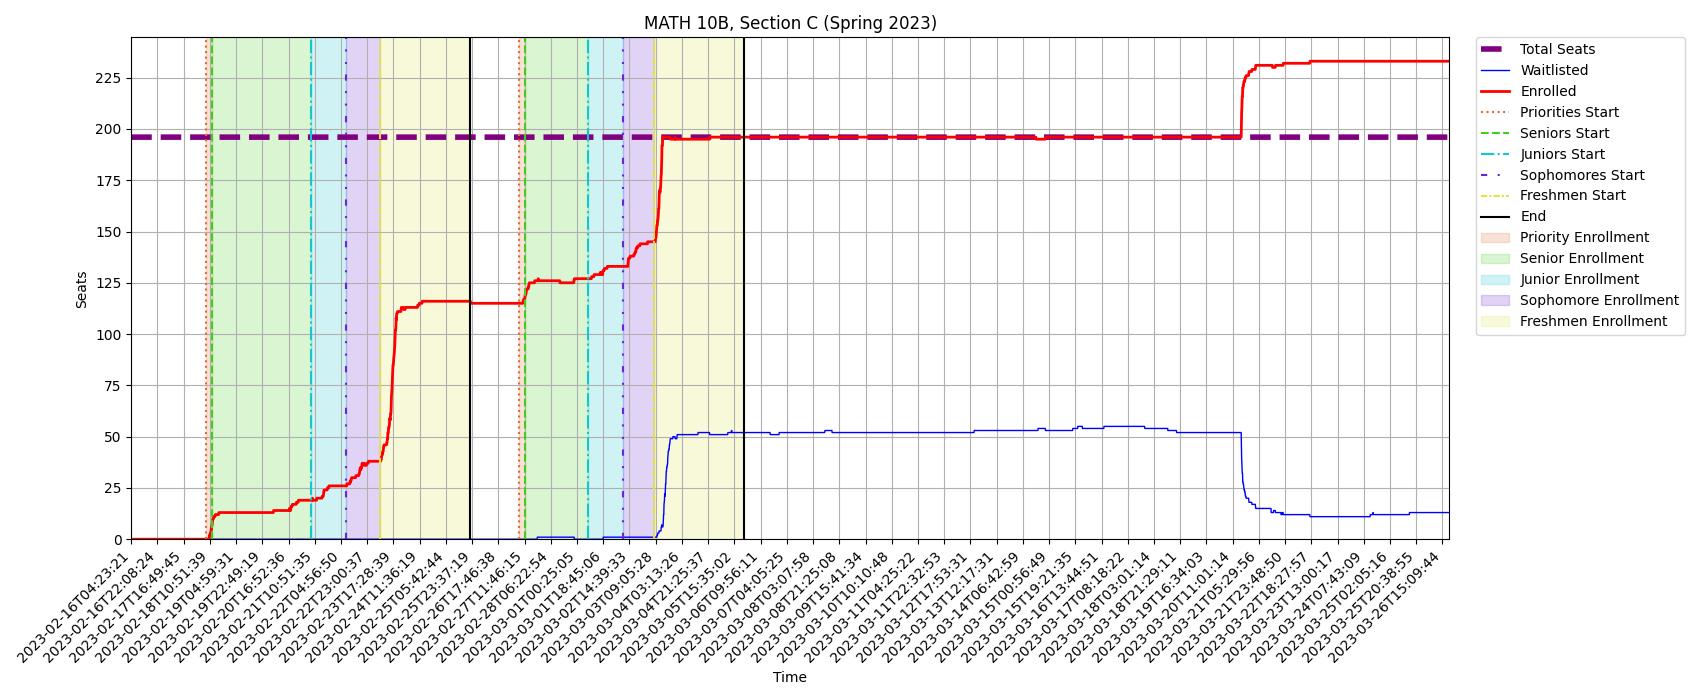 MATH 10B, Section C (Spring 2023)
Seats
225
200
175
150
125
100
75
50
25
0
2023-02-16T04:23:21
2023-02-16T22:08:24
2023-02-17T16:49:45
2023-02-18T10:51:39
2023-02-19T04:59:31
2023-02-19T22:49:19
2023-02-20T16:52:36
2023-02-21T10:51:35
2023-02-22T04:56:50
2023-02-22T23:00:37
2023-02-23T17:28:39
2023-02-24T11:36:19
2023-02-25T05:42:44
2023-02-25T23:37:19
2023-02-26T17:46:38
2023-02-27T11:46:15
2023-02-28T06:22:54
2023-03-01T00:25:05
2023-03-01T18:45:06
2023-03-02T14:39:33
2023-03-03T09:05:28
2023-03-04T03:13:26
2023-03-04T21:25:37
2023-03-05T15:35:02
2023-03-06T09:56:11
2023-03-07T04:05:25
2023-03-08T03:07:58
2023-03-08T21:25:08
2023-03-09T15:41:34
2023-03-10T10:10:48
2023-03-11T04:25:22
2023-03-11T22:32:53
2023-03-12T17:53:31
2023-03-13T12:17:31
2023-03-14T06:42:59
2023-03-15T00:56:49
2023-03-15T19:21:35
2023-03-16T13:44:51
2023-03-17T08:18:22
2023-03-18T03:01:14
2023-03-18T21:29:11
2023-03-19T16:34:03
2023-03-20T11:01:14
2023-03-21T05:29:56
2023-03-21T23:48:50
2023-03-22T18:27:57
2023-03-23T13:00:17
2023-03-24T07:43:09
2023-03-25T02:05:16
2023-03-25T20:38:55
2023-03-26T15:09:44
Time
Total Seats
Waitlisted
Enrolled
Priorities Start
Seniors Start
Juniors Start
Sophomores Start
Freshmen Start
End
Priority Enrollment
Senior Enrollment
Junior Enrollment
Sophomore Enrollment
Freshmen Enrollment